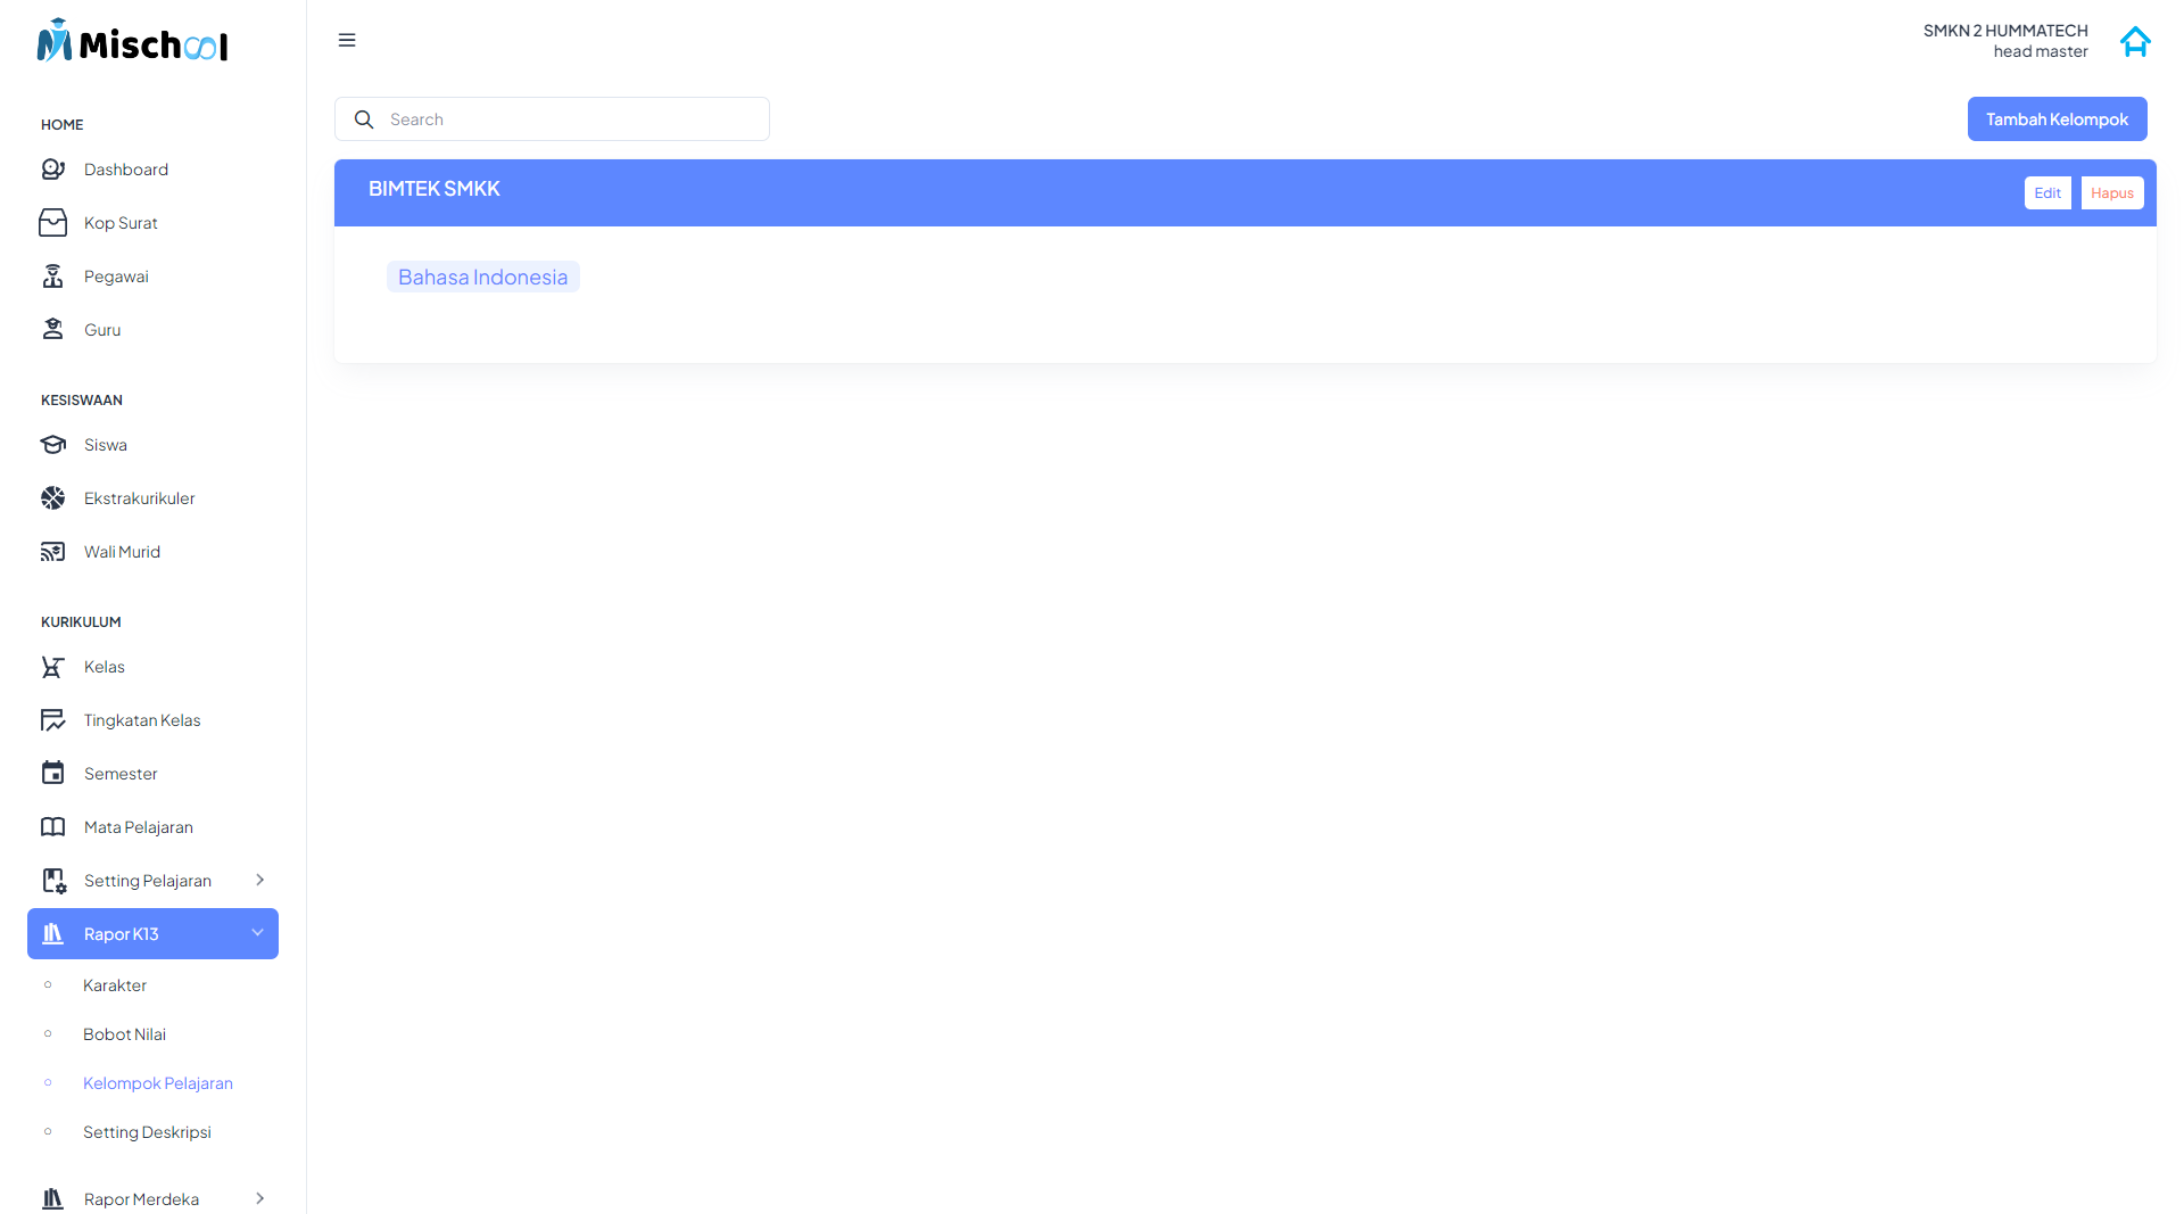 Mischool
HOME
Dashboard
Kop Surat
Pegawai
Guru
KESISWAAN
Siswa
Ekstrakurikuler
Wali Murid
KURIKULUM
Kelas
Tingkatan Kelas
Semester
Mata Pelajaran
Setting Pelajaran
Rapor K13
Karakter
Bobot Nilai
Kelompok Pelajaran
Setting Deskripsi
Rapor Merdeka
SMKN 2 HUMMATECH
head master
Search
Tambah Kelompok
BIMTEK SMKK
Edit
Hapus
Bahasa Indonesia